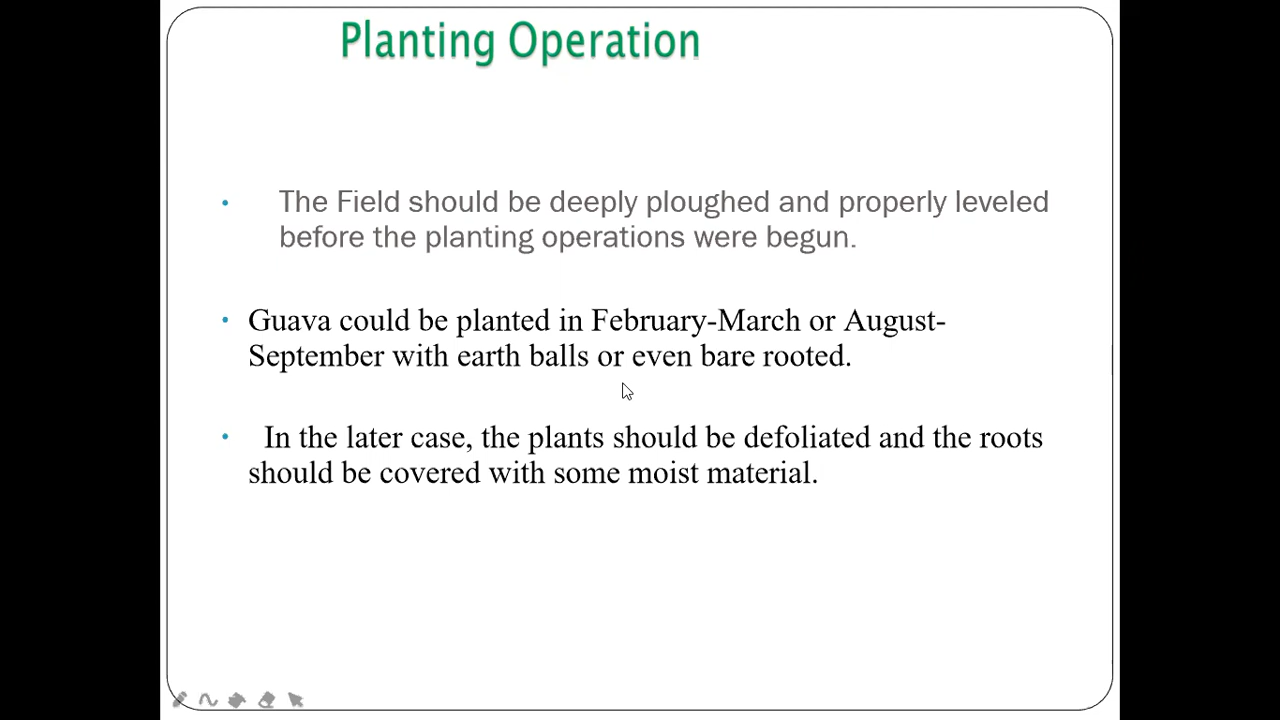 Planting Operation
• The Field should be deeply ploughed and properly leveled
before the planting operations were begun.
• Guava could be planted in February-March or August-
September with earth balls or even bare rooted.
• In the later case, the plants should be defoliated and the roots
should be covered with some moist material.